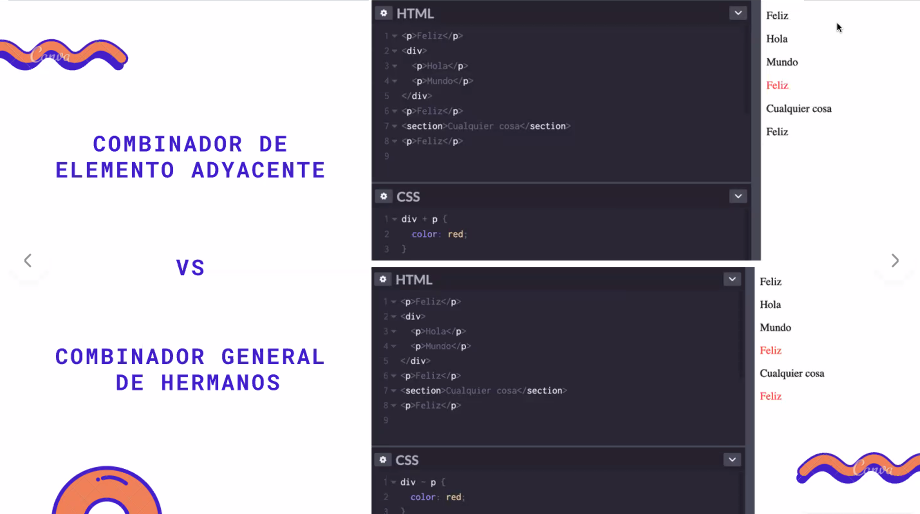 Canva
COMBINADOR DE
ELEMENTO ADYACENTE
VS
COMBINADOR GENERAL
DE HERMANOS
HTML
1 <p>Feliz</p>
2 <div>
3 <p>Hola</p>
4 <p>Mundo</p>
5 </div>
6 <p>Feliz</p>
7 <section>Cualquier cosa</section>
8 <p>Feliz</p>
9
CSS
1 div + p {
2 color: red;
3 }
Feliz
Hola
Mundo
Feliz
Cualquier cosa
Feliz
HTML
1 <p>Feliz</p>
2 <div>
3 <p>Hola</p>
4 <p>Mundo</p>
5 </div>
6 <p>Feliz</p>
7 <section>Cualquier cosa</section>
8 <p>Feliz</p>
9
CSS
1 div ~ p {
2 color: red;
3 }
Feliz
Hola
Mundo
Feliz
Cualquier cosa
Feliz
Canva